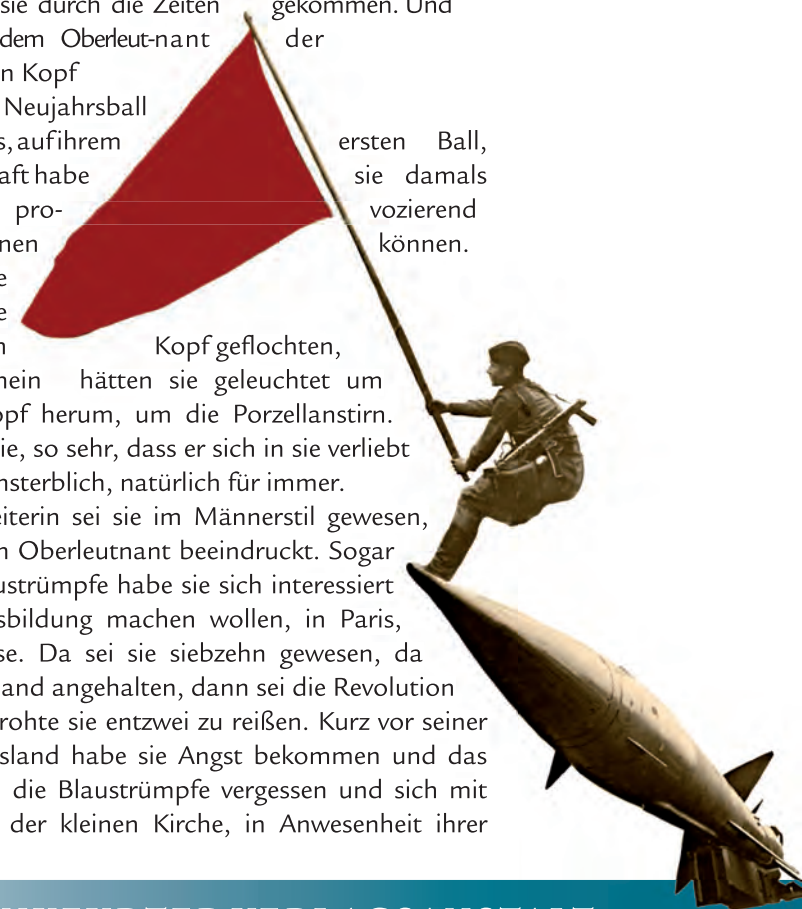 sie durch die Zeiten gekommen. Und
dem Oberleut-nant der
n Kopf
Neujahrsball
s, auf ihrem ersten Ball,
aft habe sie damals
pro- vozierend
nen können.
e
e
n Kopf geflochten,
nein hätten sie geleuchtet um
opf herum, um die Porzellanstirn.
ie, so sehr, dass er sich in sie verliebt
nsterblich, natürlich für immer.
eiterin sei sie im Männerstil gewesen,
n Oberleutnant beeindruckt. Sogar
ustrümpfe habe sie sich interessiert
sbildung machen wollen, in Paris,
se. Da sei sie siebzehn gewesen, da
and angehalten, dann sei die Revolution
rohte sie entzwei zu reißen. Kurz vor seiner
sland habe sie Angst bekommen und das
die Blaustrümpfe vergessen und sich mit
der kleinen Kirche, in Anwesenheit ihrer